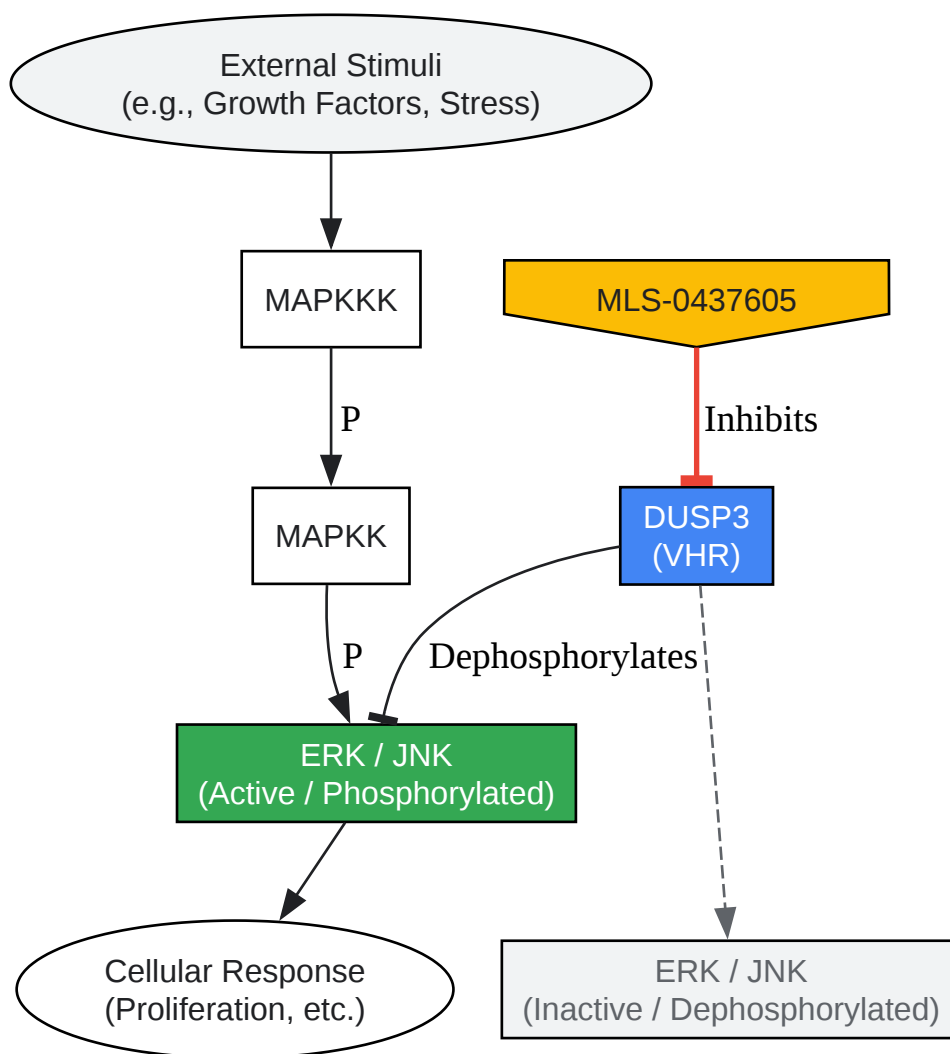 External Stimuli
(e.g., Growth Factors, Stress)
MAPKKK
MLS-0437605
P
Inhibits
MAPKK
DUSP3
(VHR)
P
Dephosphorylates
ERK / JNK
(Active / Phosphorylated)
Cellular Response
(Proliferation, etc.)
ERK / JNK
(Inactive / Dephosphorylated)